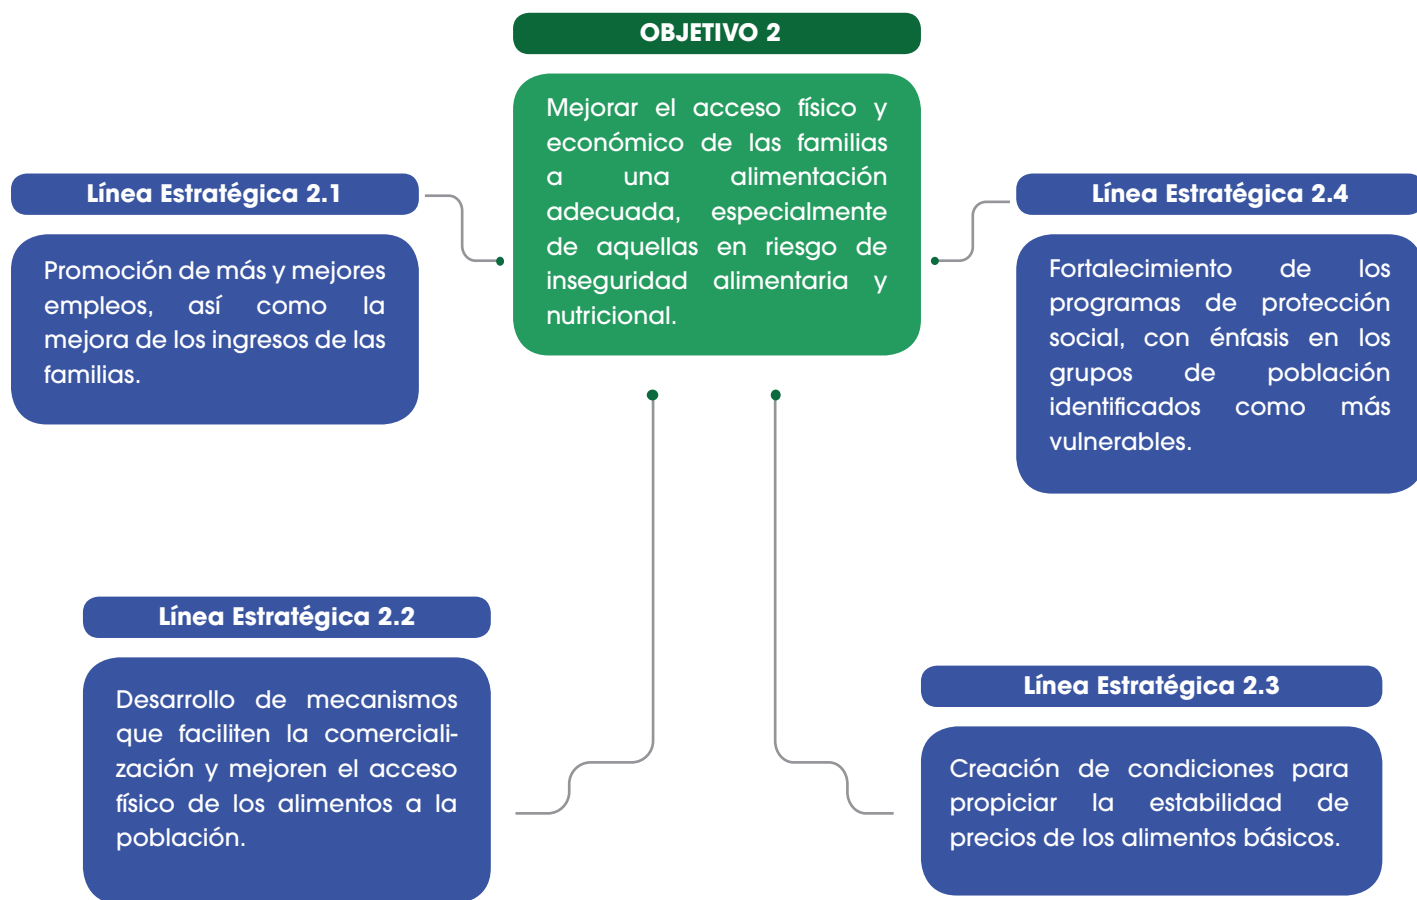 OBJETIVO 2
Mejorar el acceso físico y
económico de las familias
a una alimentación
adecuada, especialmente
de aquellas en riesgo de
inseguridad alimentaria y
nutricional.
Línea Estratégica 2.1
Promoción de más y mejores
empleos, así como la
mejora de los ingresos de las
familias.
Línea Estratégica 2.4
Fortalecimiento de los
programas de protección
social, con énfasis en los
grupos de población
identificados como más
vulnerables.
Línea Estratégica 2.2
Desarrollo de mecanismos
que faciliten la comerciali-
zación y mejoren el acceso
físico de los alimentos a la
población.
Línea Estratégica 2.3
Creación de condiciones para
propiciar la estabilidad de
precios de los alimentos básicos.